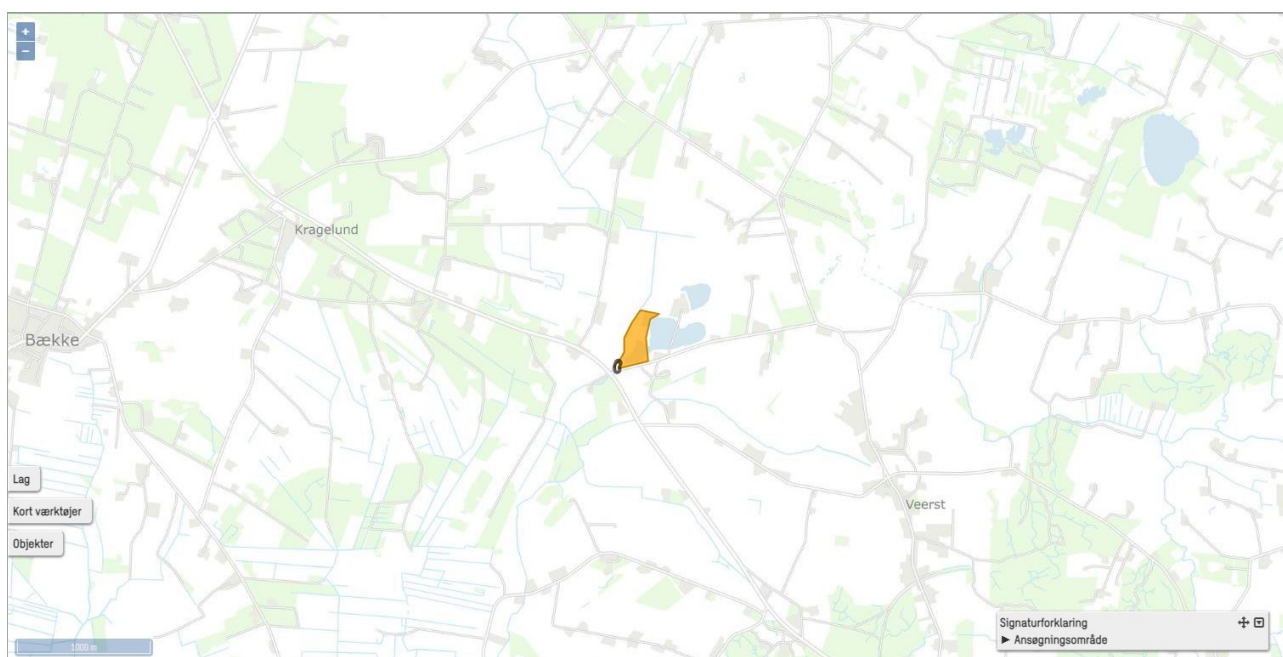 +
−
Kragelund
Bække
Veerst
Lag
Kort værktøjer
Objekter
1000 m
Signaturforklaring
Ansøgningsområde